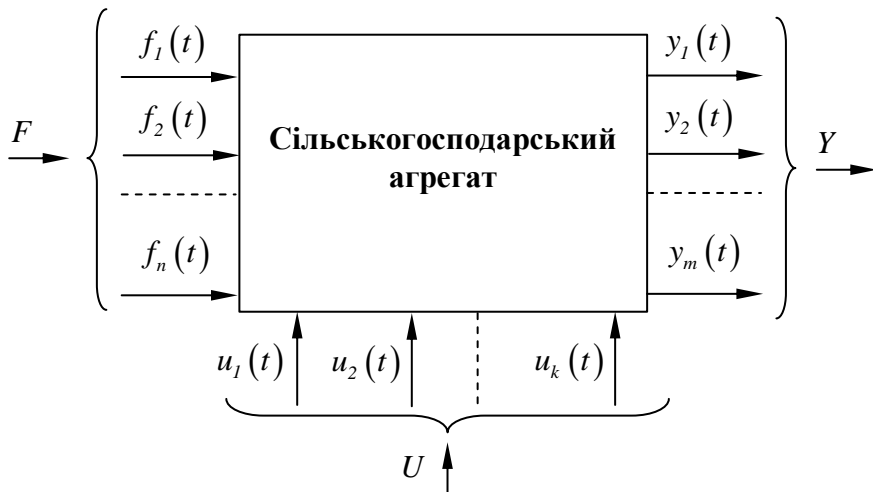 f₁(t)
y₁(t)
F
f₂(t)
Сільськогосподарський
агрегат
y₂(t)
Y
fₙ(t)
yₘ(t)
u₁(t)
u₂(t)
uₖ(t)
U